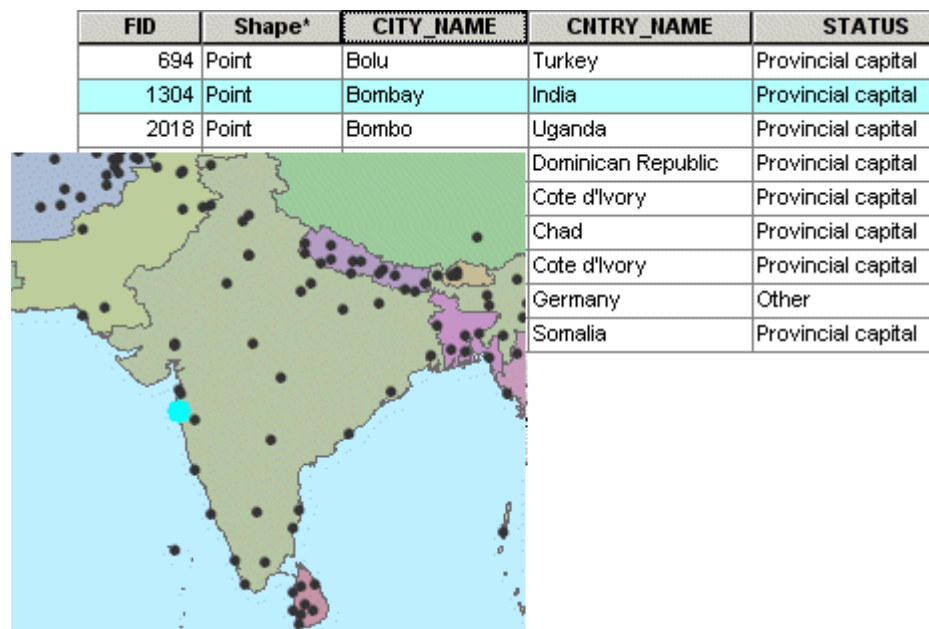 FID Shape* CITY_NAME CNTRY_NAME STATUS
694 Point Bolu Turkey Provincial capital
1304 Point Bombay India Provincial capital
2018 Point Bombo Uganda Provincial capital
Dominican Republic Provincial capital
Cote d'Ivory Provincial capital
Chad Provincial capital
Cote d'Ivory Provincial capital
Germany Other
Somalia Provincial capital